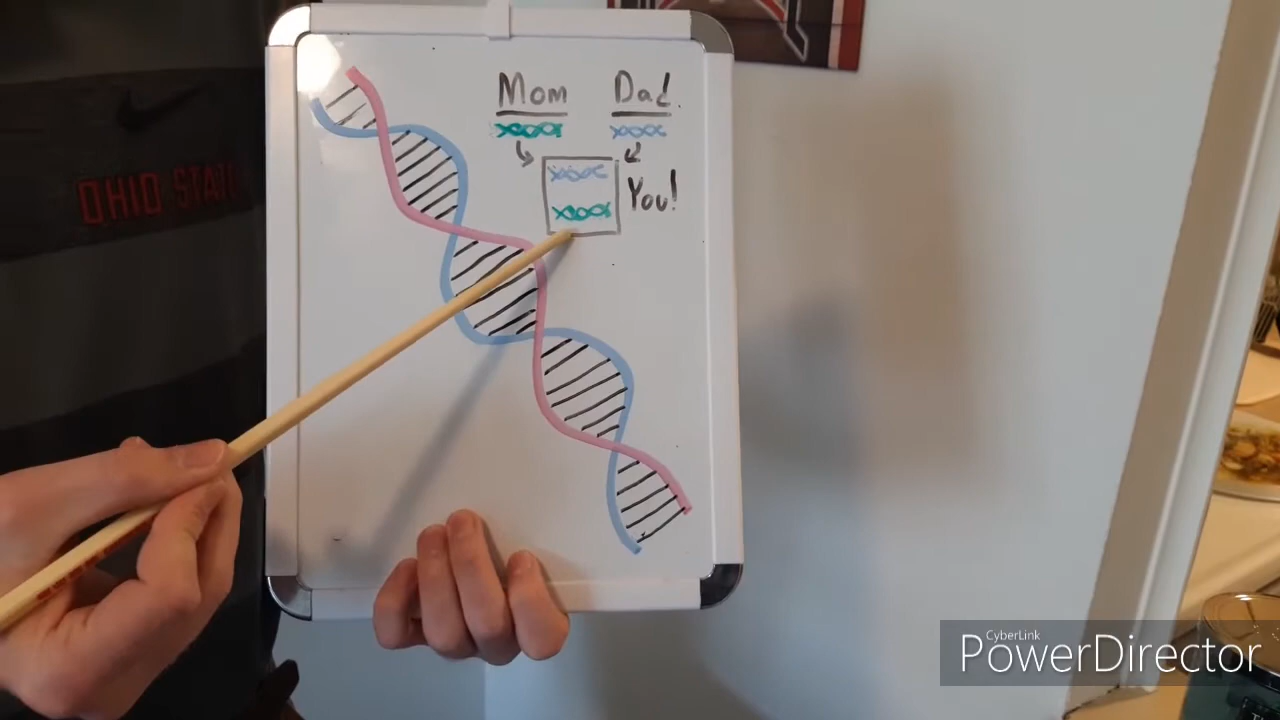 Mom Dad
You!
OHIO STATE
CyberLink
PowerDirector